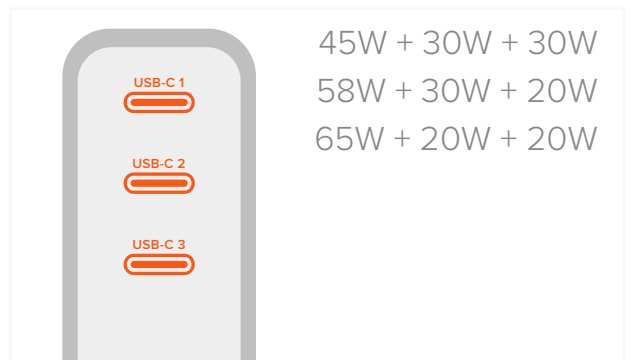 45W + 30W + 30W
58W + 30W + 20W
65W + 20W + 20W
USB-C 1
USB-C 2
USB-C 3